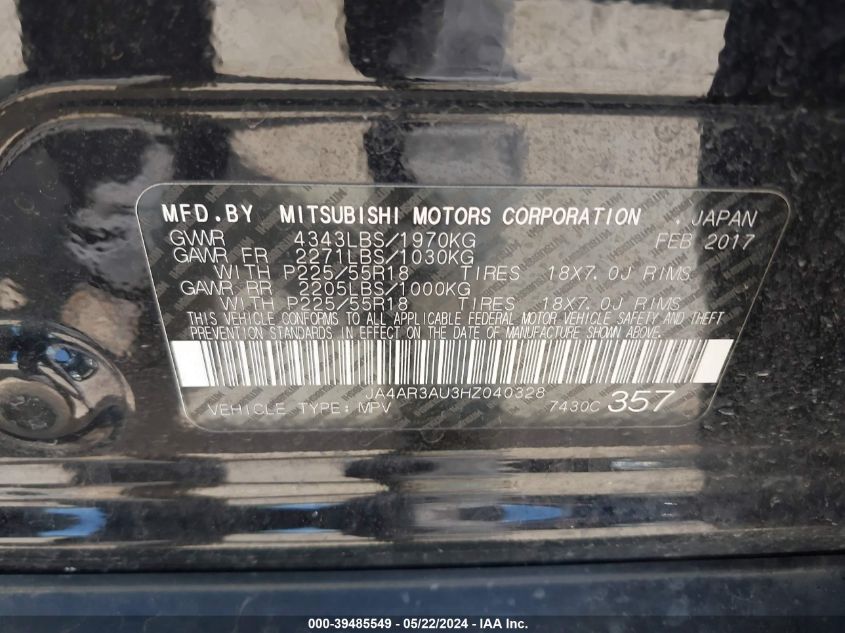 MFD.BY MITSUBISHI MOTORS CORPORATION , JAPAN
GVWR 4343LBS/1970KG FEB 2017
GAWR FR 2271LBS/1030KG
WITH P225/55R18 TIRES 18X7.0J RIMS
GAWR RR 2205LBS/1000KG
WITH P225/55R18 TIRES 18X7.0J RIMS
THIS VEHICLE CONFORMS TO ALL APPLICABLE FEDERAL MOTOR VEHICLE SAFETY AND THEFT
PREVENTION STANDARDS IN EFFECT ON THE DATE OF MANUFACTURE SHOWN ABOVE.
JA4AR3AU3HZ040328
VEHICLE TYPE: MPV 7430C 357
000-39485549 - 05/22/2024 - IAA Inc.